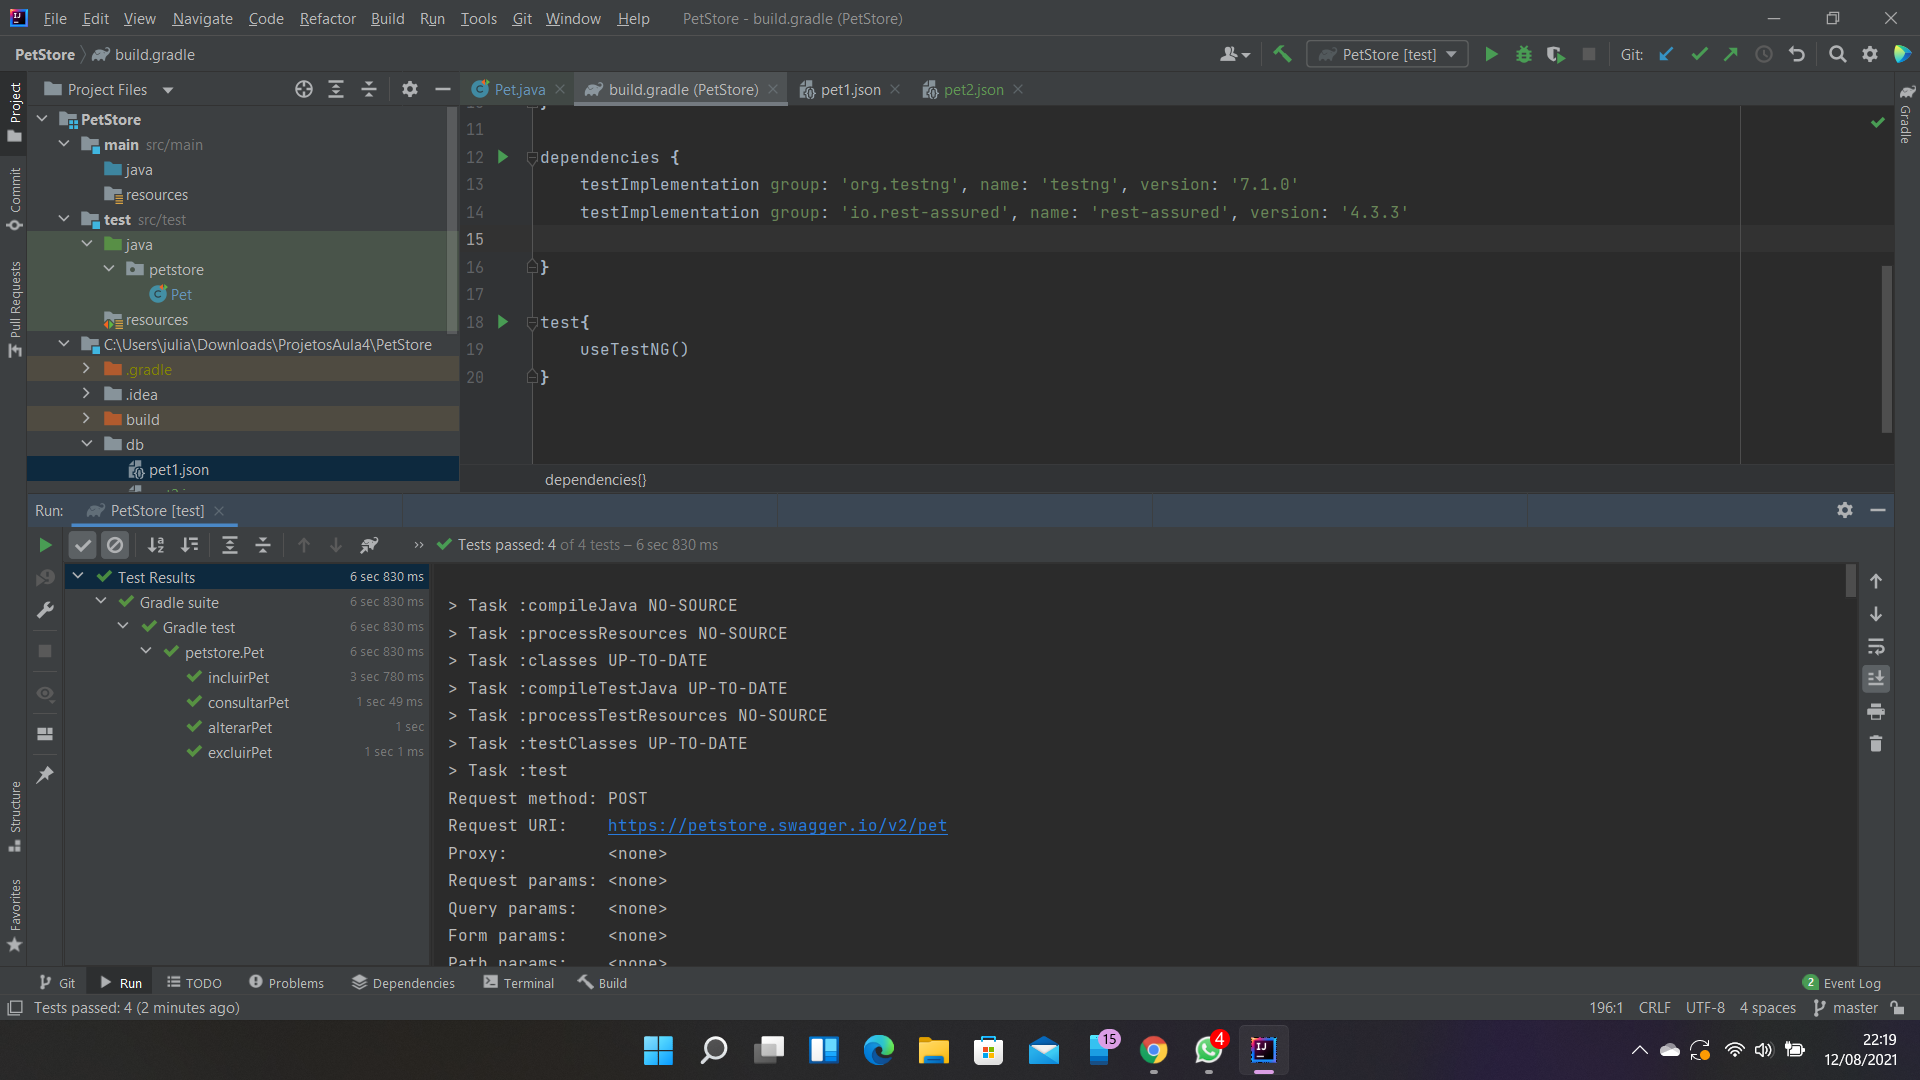 File Edit View Navigate Code Refactor Build Run Tools Git Window Help PetStore - build.gradle (PetStore)
PetStore build.gradle PetStore [test] Git:
Project Files
Pet.java build.gradle (PetStore) pet1.json pet2.json
Project
Commit
Pull Requests
Structure
Favorites
Gradle
PetStore
main src/main
java
resources
test src/test
java
petstore
Pet
resources
C:\Users\julia\Downloads\ProjetosAula4\PetStore
.gradle
.idea
build
db
pet1.json
11
12 dependencies {
13 testImplementation group: 'org.testng', name: 'testng', version: '7.1.0'
14 testImplementation group: 'io.rest-assured', name: 'rest-assured', version: '4.3.3'
15
16 }
17
18 test{
19 useTestNG()
20 }
dependencies{}
Run: PetStore [test]
Tests passed: 4 of 4 tests – 6 sec 830 ms
Test Results 6 sec 830 ms
Gradle suite 6 sec 830 ms
Gradle test 6 sec 830 ms
petstore.Pet 6 sec 830 ms
incluirPet 3 sec 780 ms
consultarPet 1 sec 49 ms
alterarPet 1 sec
excluirPet 1 sec 1 ms
> Task :compileJava NO-SOURCE
> Task :processResources NO-SOURCE
> Task :classes UP-TO-DATE
> Task :compileTestJava UP-TO-DATE
> Task :processTestResources NO-SOURCE
> Task :testClasses UP-TO-DATE
> Task :test
Request method: POST
Request URI: https://petstore.swagger.io/v2/pet
Proxy: <none>
Request params: <none>
Query params: <none>
Form params: <none>
Path params: <none>
Git Run TODO Problems Dependencies Terminal Build 2 Event Log
Tests passed: 4 (2 minutes ago) 196:1 CRLF UTF-8 4 spaces master
15 4
22:19
12/08/2021